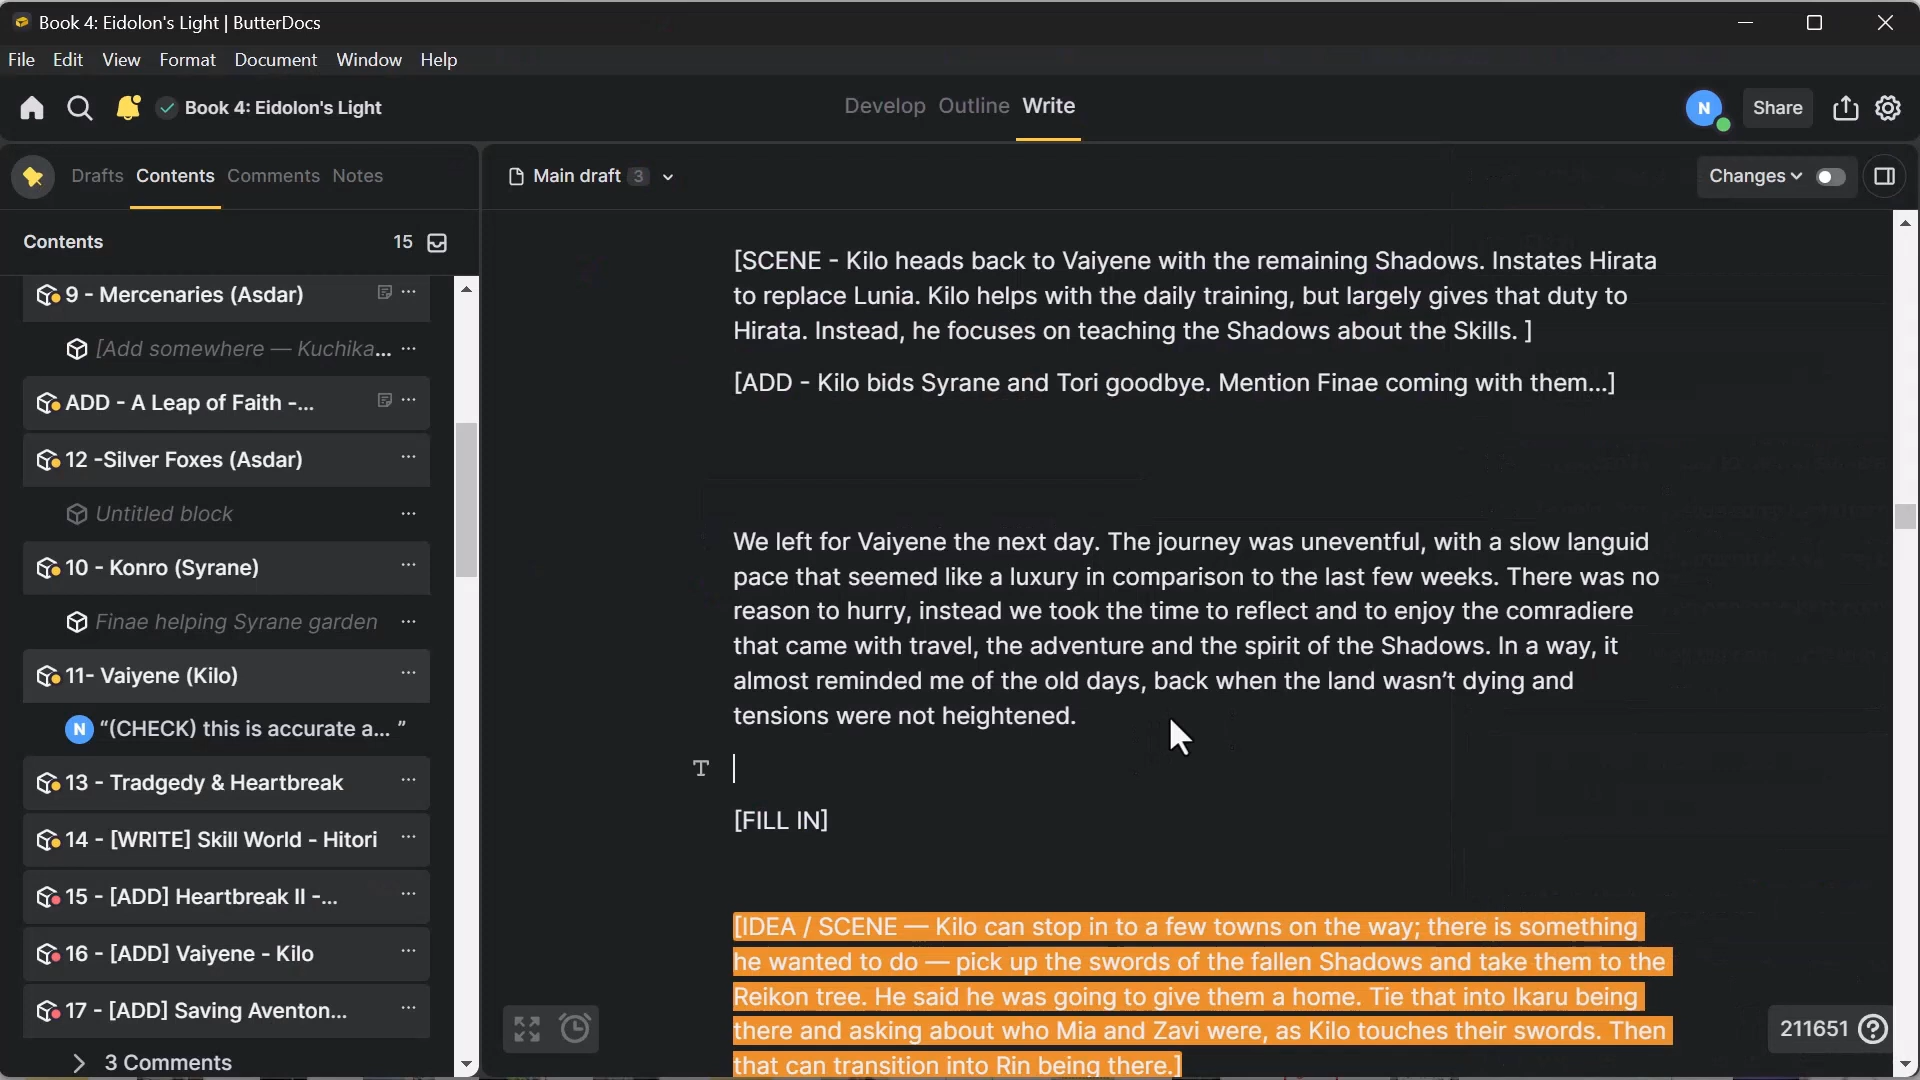 Book 4: Eidolon's Light | ButterDocs
File Edit View Format Document Window Help
Book 4: Eidolon's Light
Develop Outline Write
N Share
Drafts Contents Comments Notes
Main draft 3
Changes
Contents 15
9 - Mercenaries (Asdar) ...
[Add somewhere — Kuchika... ...
ADD - A Leap of Faith -... ...
12 -Silver Foxes (Asdar) ...
Untitled block ...
10 - Konro (Syrane) ...
Finae helping Syrane garden ...
11- Vaiyene (Kilo) ...
N “(CHECK) this is accurate a... ”
13 - Tradgedy & Heartbreak ...
14 - [WRITE] Skill World - Hitori ...
15 - [ADD] Heartbreak II -... ...
16 - [ADD] Vaiyene - Kilo ...
17 - [ADD] Saving Aventon... ...
3 Comments
[SCENE - Kilo heads back to Vaiyene with the remaining Shadows. Instates Hirata
to replace Lunia. Kilo helps with the daily training, but largely gives that duty to
Hirata. Instead, he focuses on teaching the Shadows about the Skills. ]
[ADD - Kilo bids Syrane and Tori goodbye. Mention Finae coming with them...]
We left for Vaiyene the next day. The journey was uneventful, with a slow languid
pace that seemed like a luxury in comparison to the last few weeks. There was no
reason to hurry, instead we took the time to reflect and to enjoy the comradiere
that came with travel, the adventure and the spirit of the Shadows. In a way, it
almost reminded me of the old days, back when the land wasn’t dying and
tensions were not heightened.
T
[FILL IN]
[IDEA / SCENE — Kilo can stop in to a few towns on the way; there is something
he wanted to do — pick up the swords of the fallen Shadows and take them to the
Reikon tree. He said he was going to give them a home. Tie that into Ikaru being
there and asking about who Mia and Zavi were, as Kilo touches their swords. Then
that can transition into Rin being there.]
211651 ?